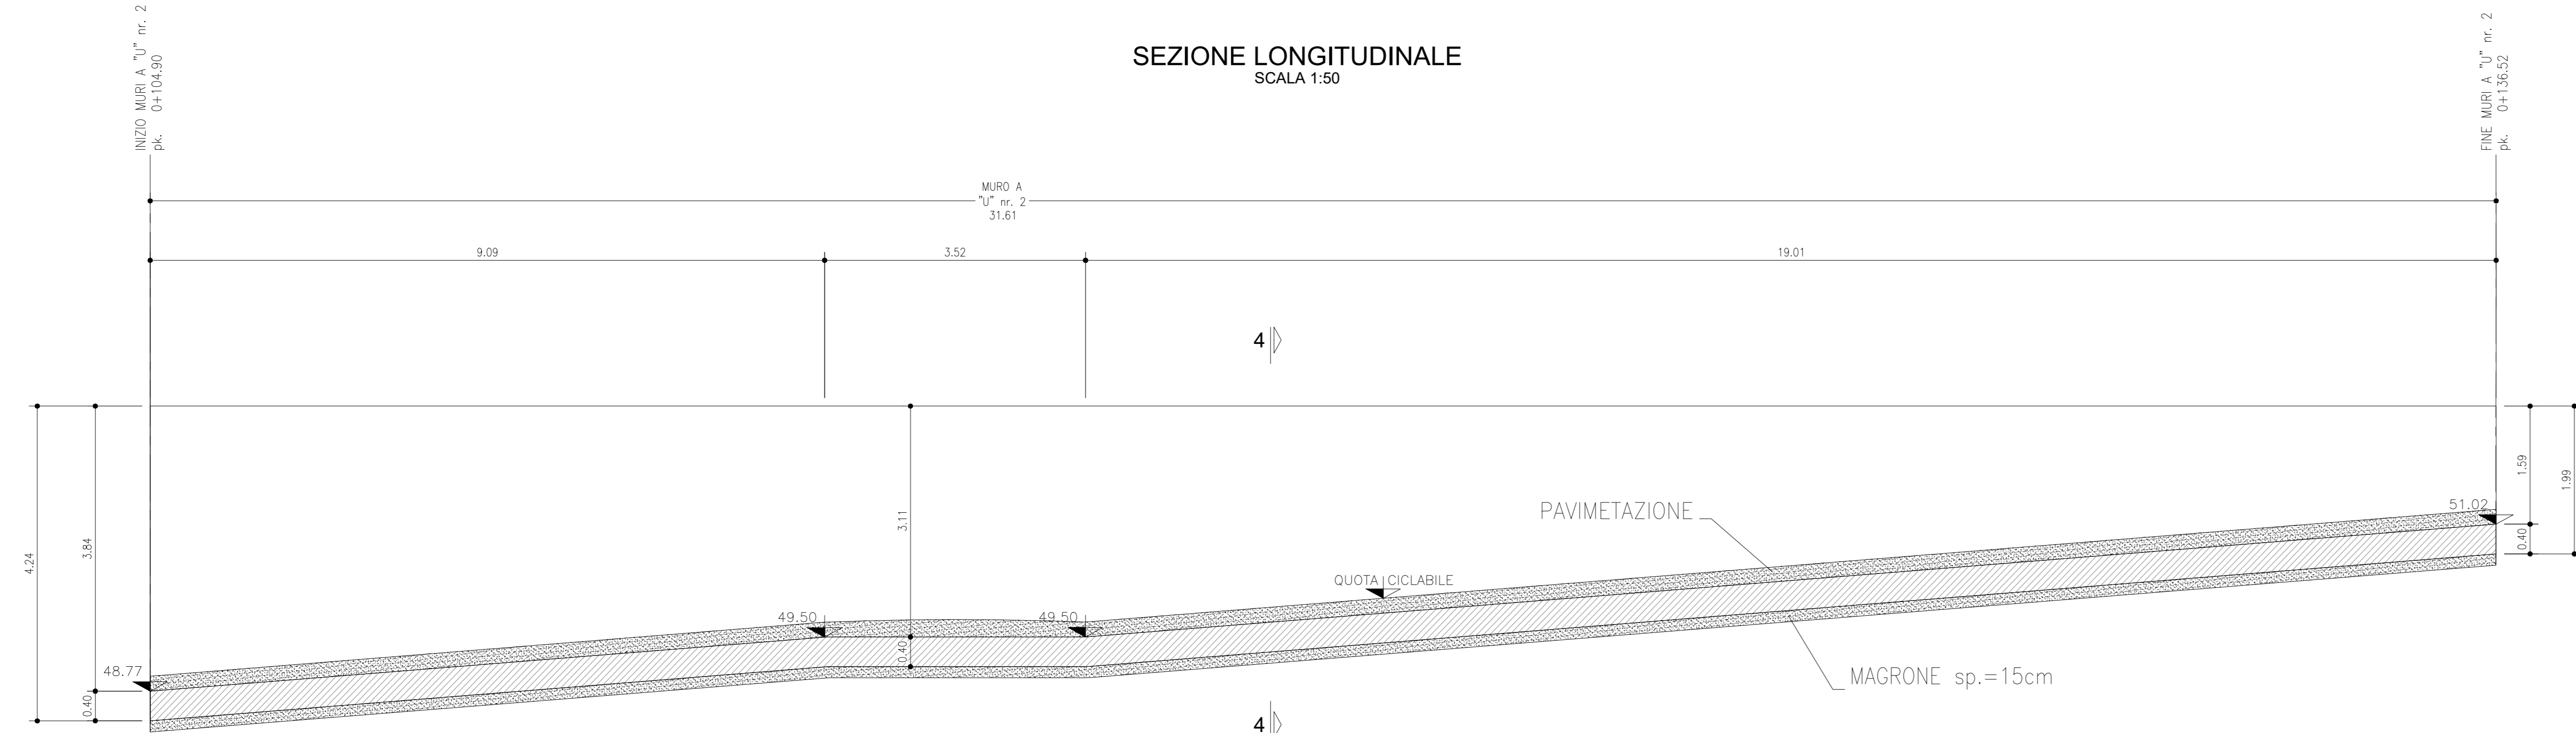 INIZIO MURI A "U" nr. 2
pk. 0+104.90
SEZIONE LONGITUDINALE
SCALA 1:50
FINE MURI A "U" nr. 2
pk. 0+136.52
MURO A
"U" nr. 2
31.61
9.09
3.52
19.01
4
4.24
3.84
0.40
48.77
49.50
3.11
0.40
49.50
QUOTA CICLABILE
PAVIMETAZIONE
MAGRONE sp.=15cm
51.02
1.59
0.40
1.99
4